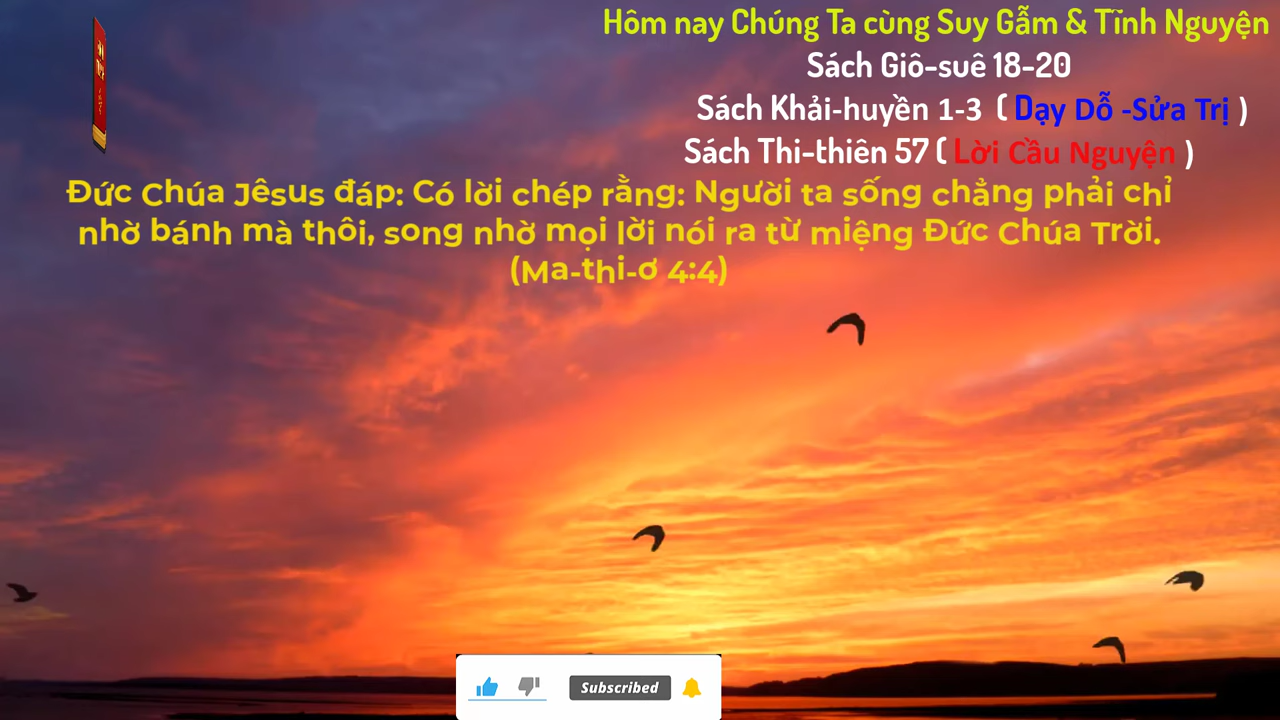 Hôm nay Chúng Ta cùng Suy Gẫm & Tĩnh Nguyện
Sách Giô-suê 18-20
Sách Khải-huyền 1-3 ( Dạy Dỗ -Sửa Trị )
Sách Thi-thiên 57 ( Lời Cầu Nguyện )
Đức Chúa Jêsus đáp: Có lời chép rằng: Người ta sống chẳng phải chỉ
nhờ bánh mà thôi, song nhờ mọi lời nói ra từ miệng Đức Chúa Trời.
(Ma-thi-ơ 4:4)
Subscribed